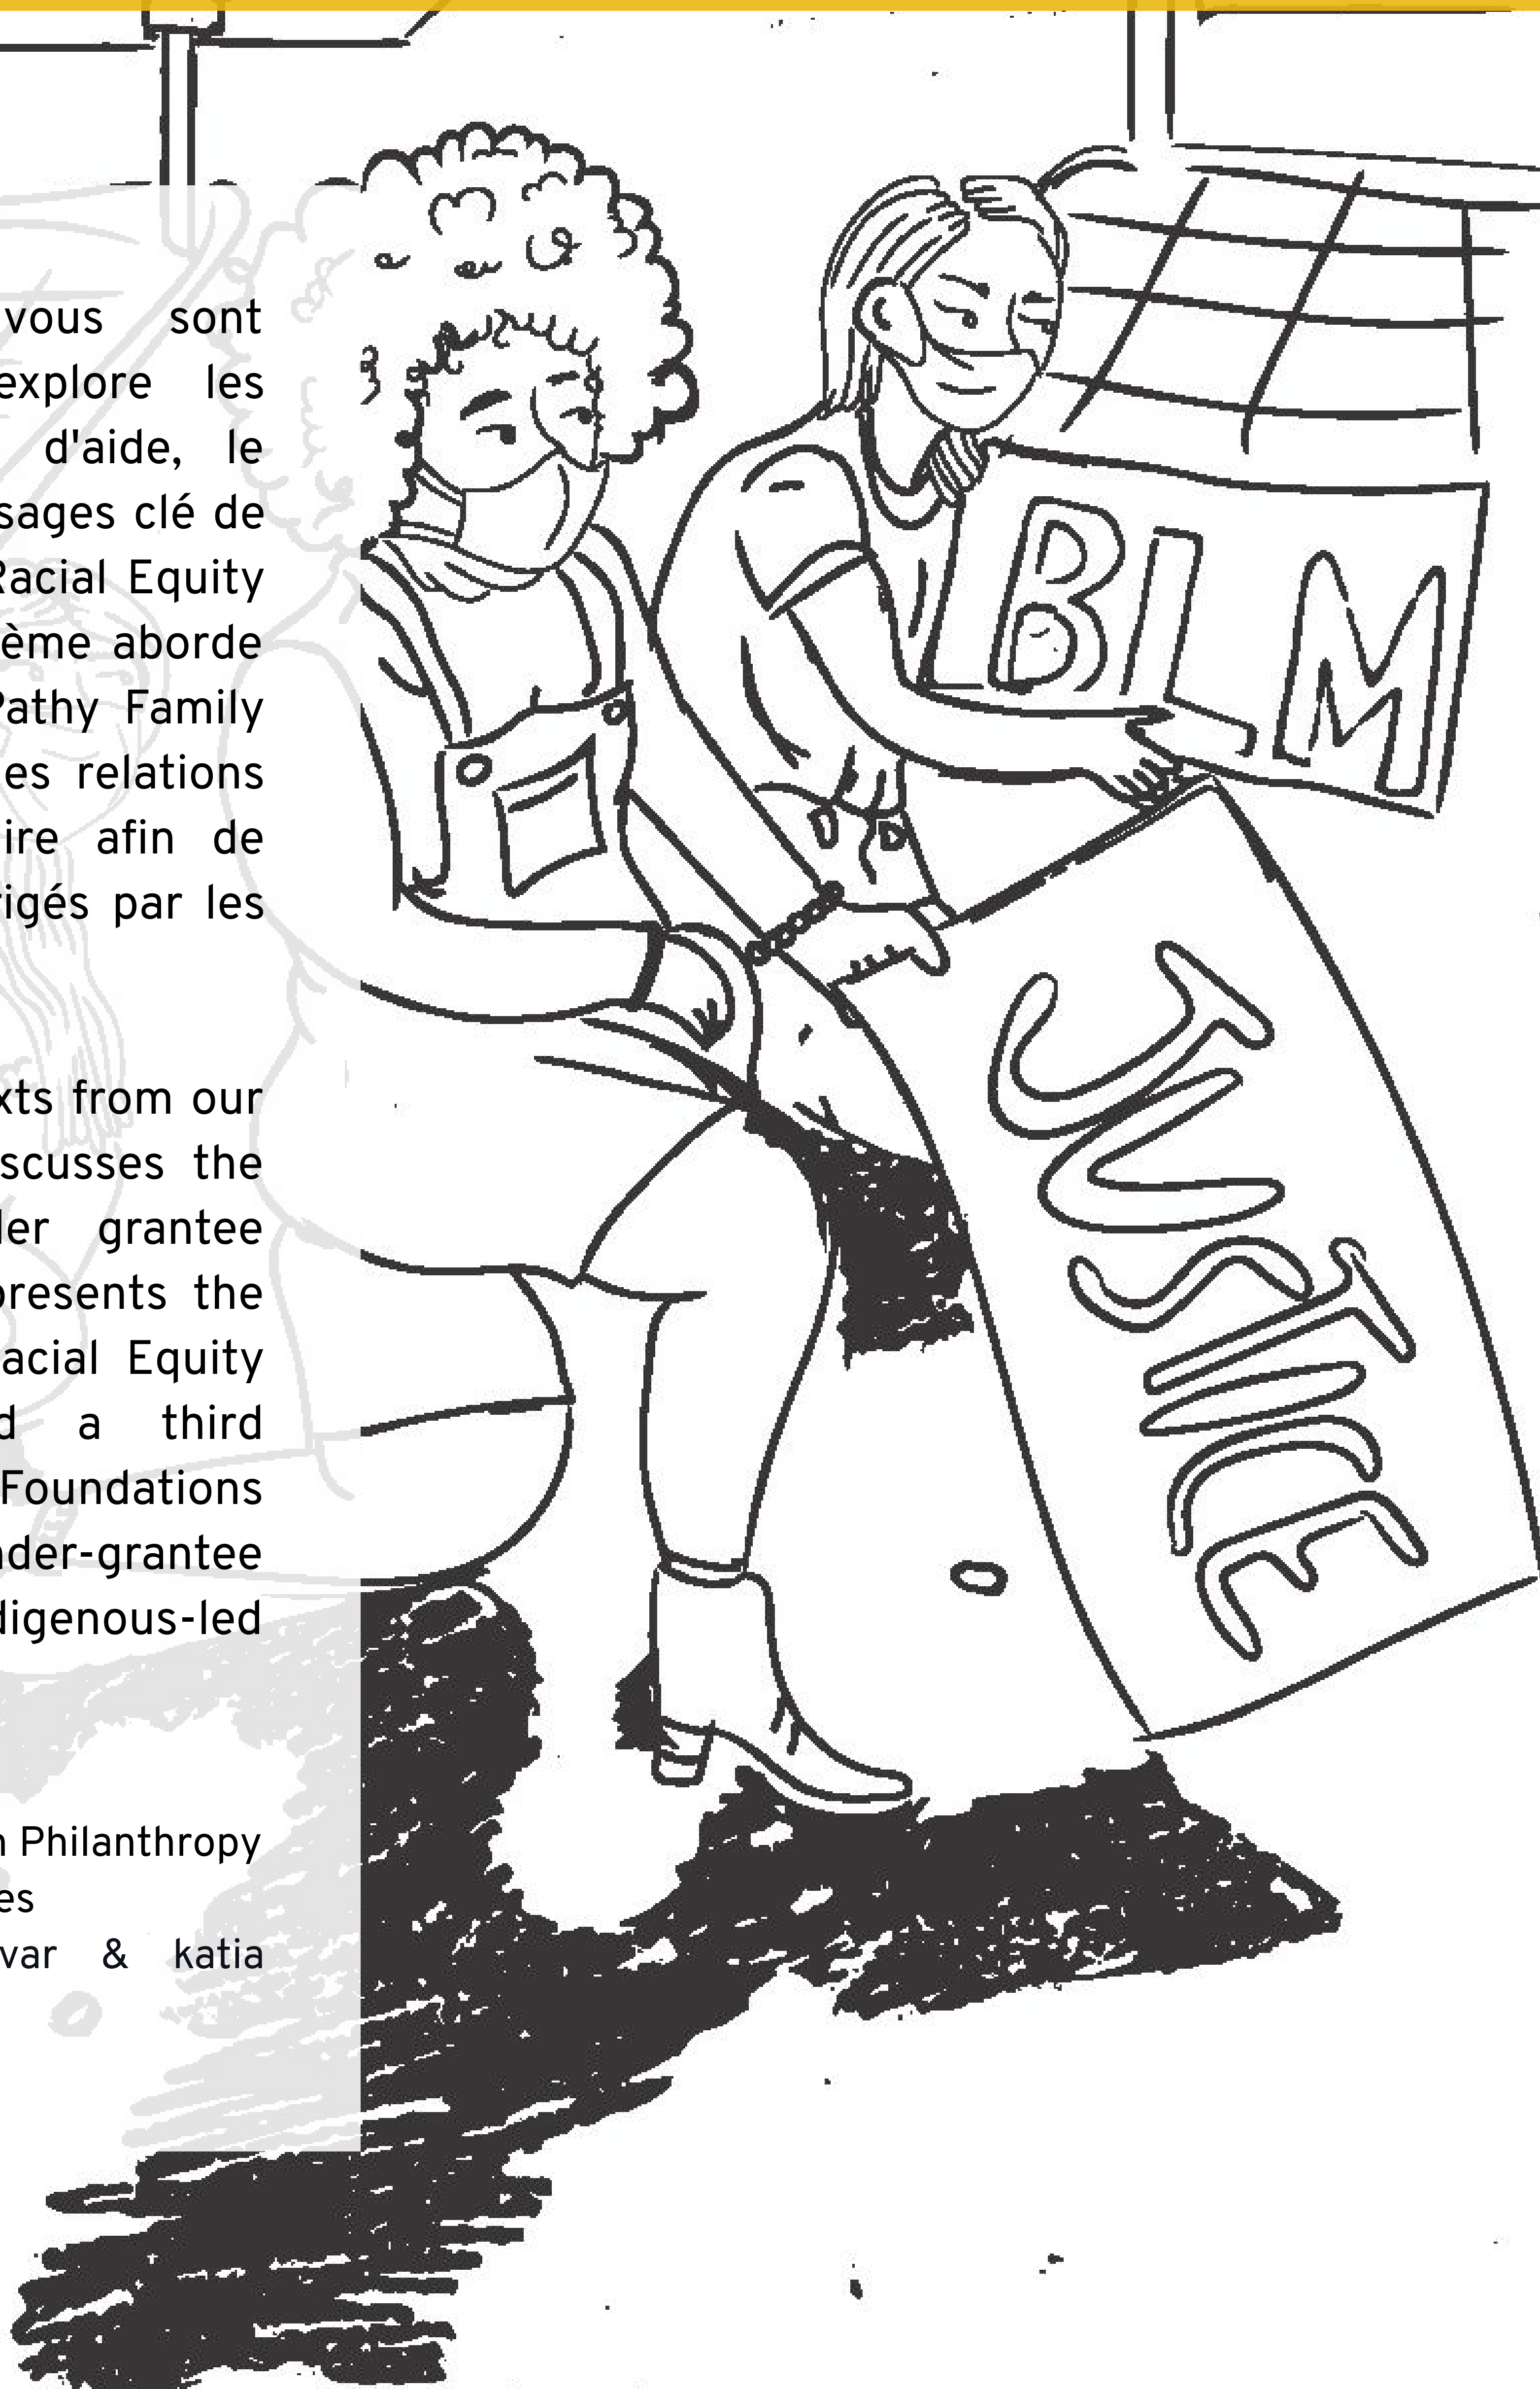 vous sont
explore les
d'aide, le
sages clé de
Racial Equity
ème aborde
Pathy Family
es relations
ire afin de
igés par les
xts from our
scusses the
der grantee
presents the
acial Equity
d a third
Foundations
nder-grantee
digenous-led
n Philanthropy
es
var & katia
BLM
JUSTICE